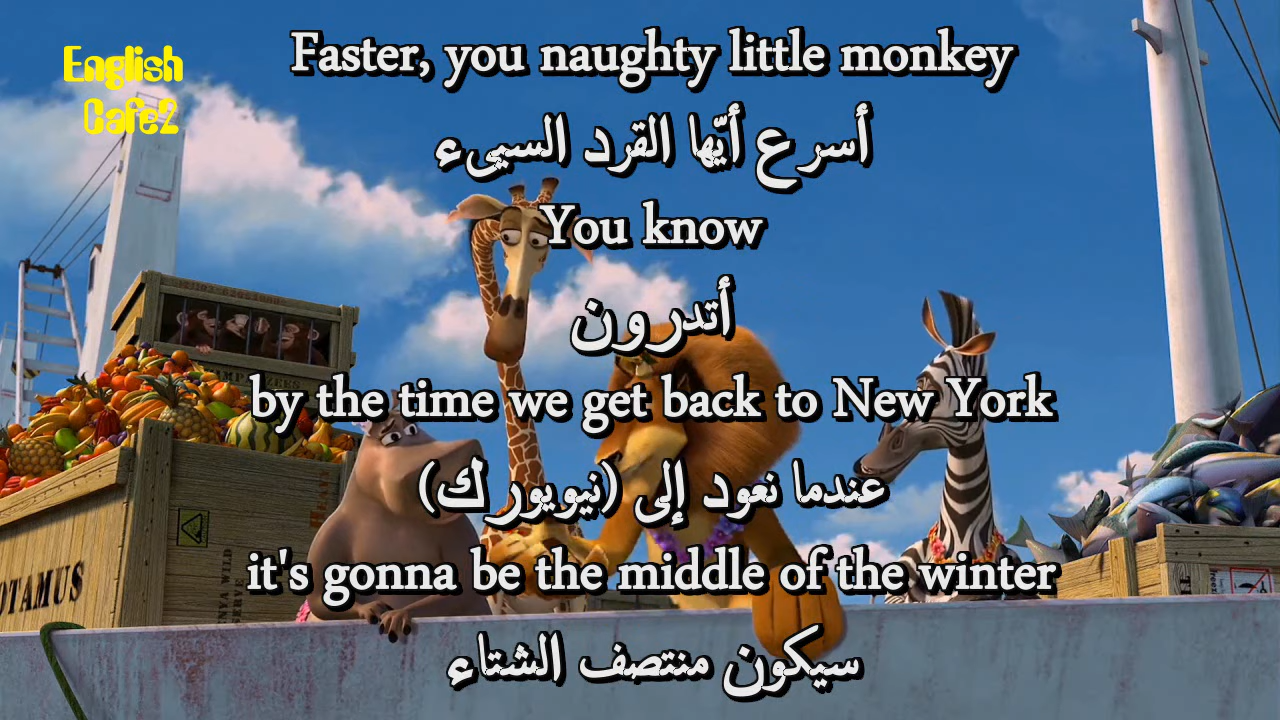 English
Cafe2
Faster, you naughty little monkey
أسرع أيّها القرد السيىء
You know
أتدرون
by the time we get back to New York
عندما نعود إلى (نيويورك)
it's gonna be the middle of the winter
سيكون منتصف الشتاء
OTAMUS